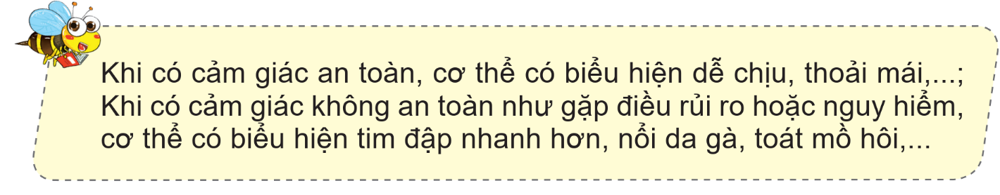 Khi có cảm giác an toàn, cơ thể có biểu hiện dễ chịu, thoải mái,...;
Khi có cảm giác không an toàn như gặp điều rủi ro hoặc nguy hiểm,
cơ thể có biểu hiện tim đập nhanh hơn, nổi da gà, toát mồ hôi,...